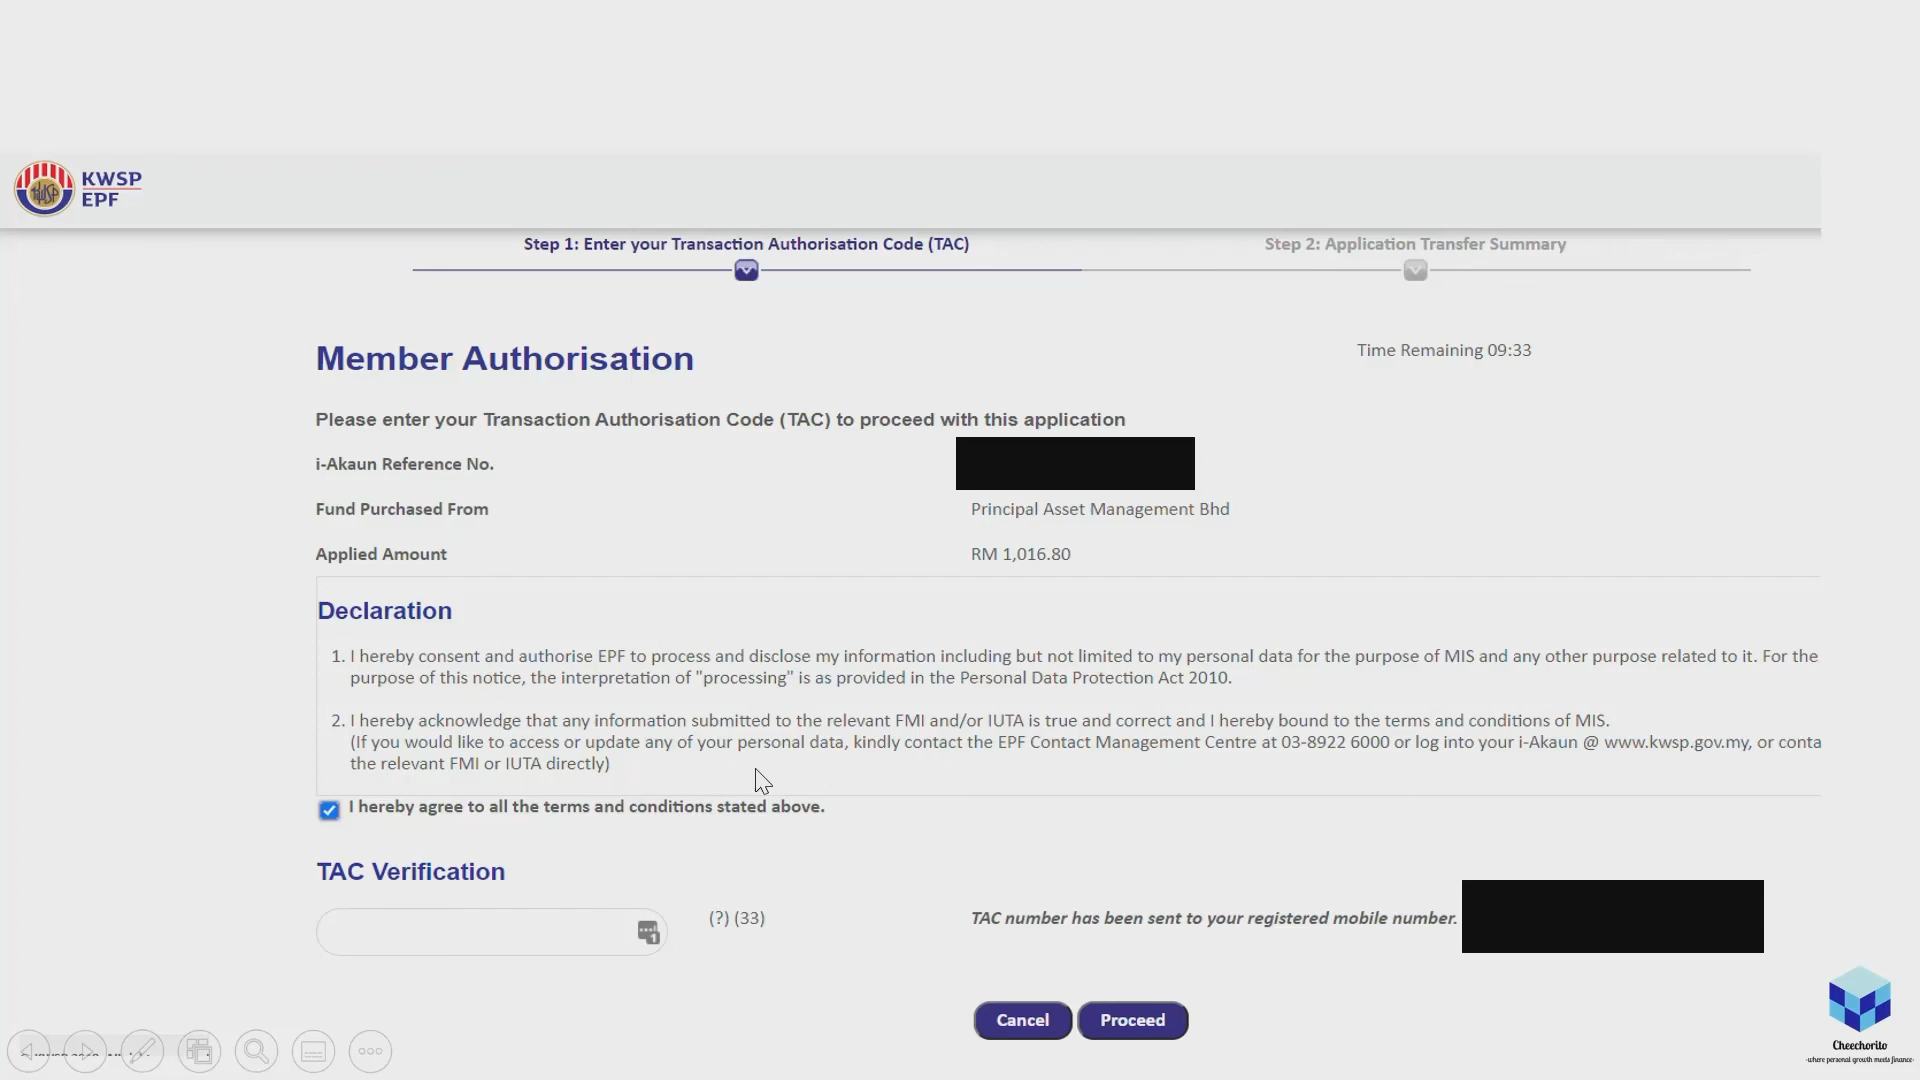 KWSP
EPF
Step 1: Enter your Transaction Authorisation Code (TAC)
Step 2: Application Transfer Summary
Member Authorisation
Time Remaining 09:33
Please enter your Transaction Authorisation Code (TAC) to proceed with this application
i-Akaun Reference No.
Fund Purchased From
Principal Asset Management Bhd
Applied Amount
RM 1,016.80
Declaration
1. I hereby consent and authorise EPF to process and disclose my information including but not limited to my personal data for the purpose of MIS and any other purpose related to it. For the
purpose of this notice, the interpretation of "processing" is as provided in the Personal Data Protection Act 2010.
2. I hereby acknowledge that any information submitted to the relevant FMI and/or IUTA is true and correct and I hereby bound to the terms and conditions of MIS.
(If you would like to access or update any of your personal data, kindly contact the EPF Contact Management Centre at 03-8922 6000 or log into your i-Akaun @ www.kwsp.gov.my, or conta
the relevant FMI or IUTA directly)
I hereby agree to all the terms and conditions stated above.
TAC Verification
(?) (33)
TAC number has been sent to your registered mobile number.
Cancel
Proceed
Cheechorito
-where personal growth meets finance-